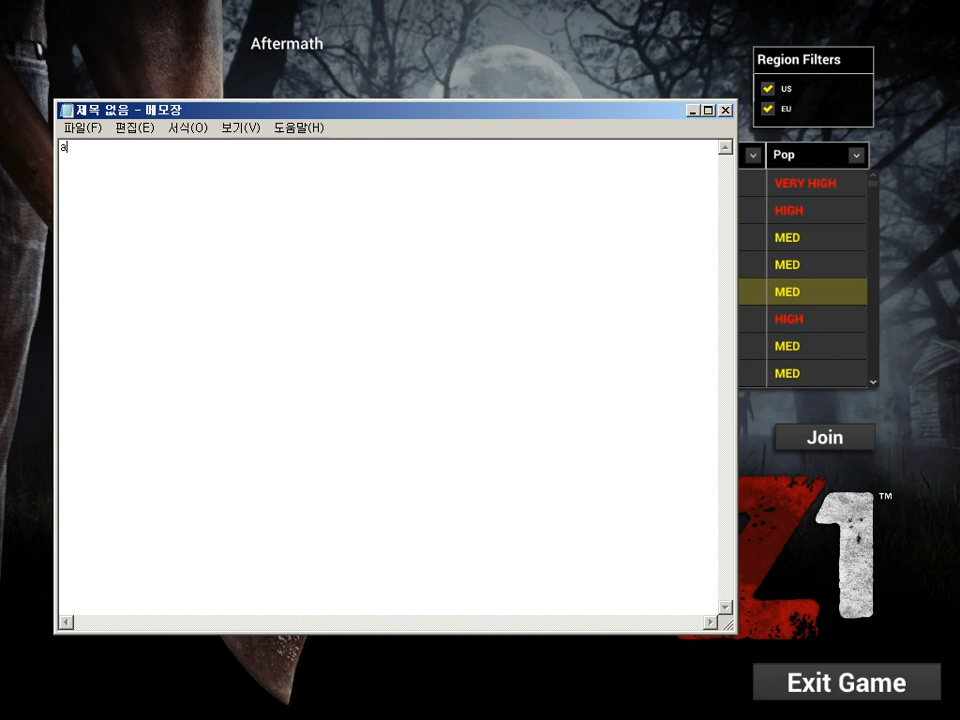 Aftermath
Region Filters
US
EU
제목 없음 - 메모장
파일(F) 편집(E) 서식(O) 보기(V) 도움말(H)
a
Pop
VERY HIGH
HIGH
MED
MED
MED
HIGH
MED
MED
Join
Z1™
Exit Game